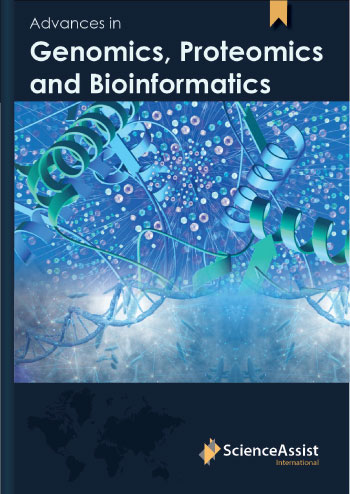 Advances in
Genomics, Proteomics
and Bioinformatics
ScienceAssist
International